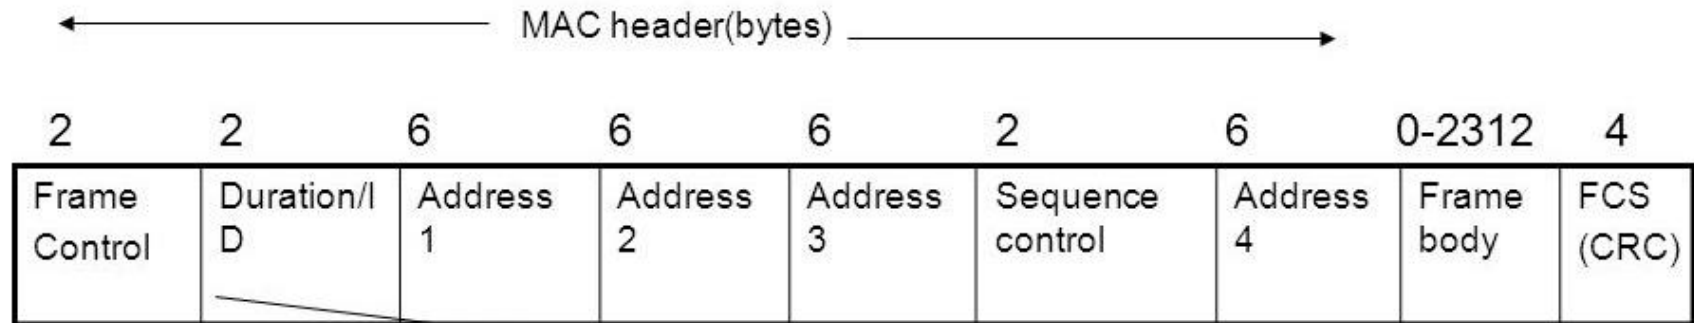 MAC header(bytes)
2 2 6 6 6 2 6 0-2312 4
Frame Duration/I Address Address Address Sequence Address Frame FCS
Control D 1 2 3 control 4 body (CRC)